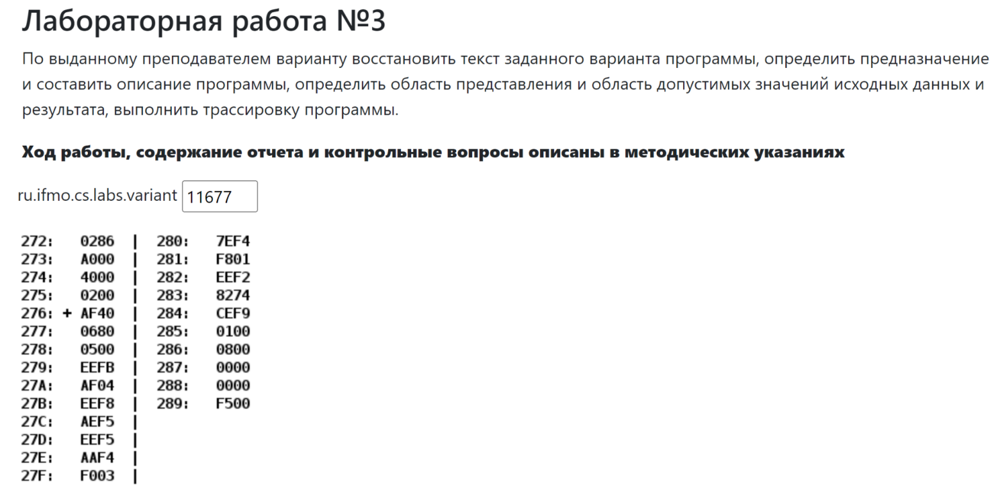 Лабораторная работа №3
По выданному преподавателем варианту восстановить текст заданного варианта программы, определить предназначение
и составить описание программы, определить область представления и область допустимых значений исходных данных и
результата, выполнить трассировку программы.
Ход работы, содержание отчета и контрольные вопросы описаны в методических указаниях
ru.ifmo.cs.labs.variant 11677
272: 0286 | 280: 7EF4
273: A000 | 281: F801
274: 4000 | 282: EEF2
275: 0200 | 283: 8274
276: + AF40 | 284: CEF9
277: 0680 | 285: 0100
278: 0500 | 286: 0800
279: EEFB | 287: 0000
27A: AF04 | 288: 0000
27B: EEF8 | 289: F500
27C: AEF5 |
27D: EEF5 |
27E: AAF4 |
27F: F003 |